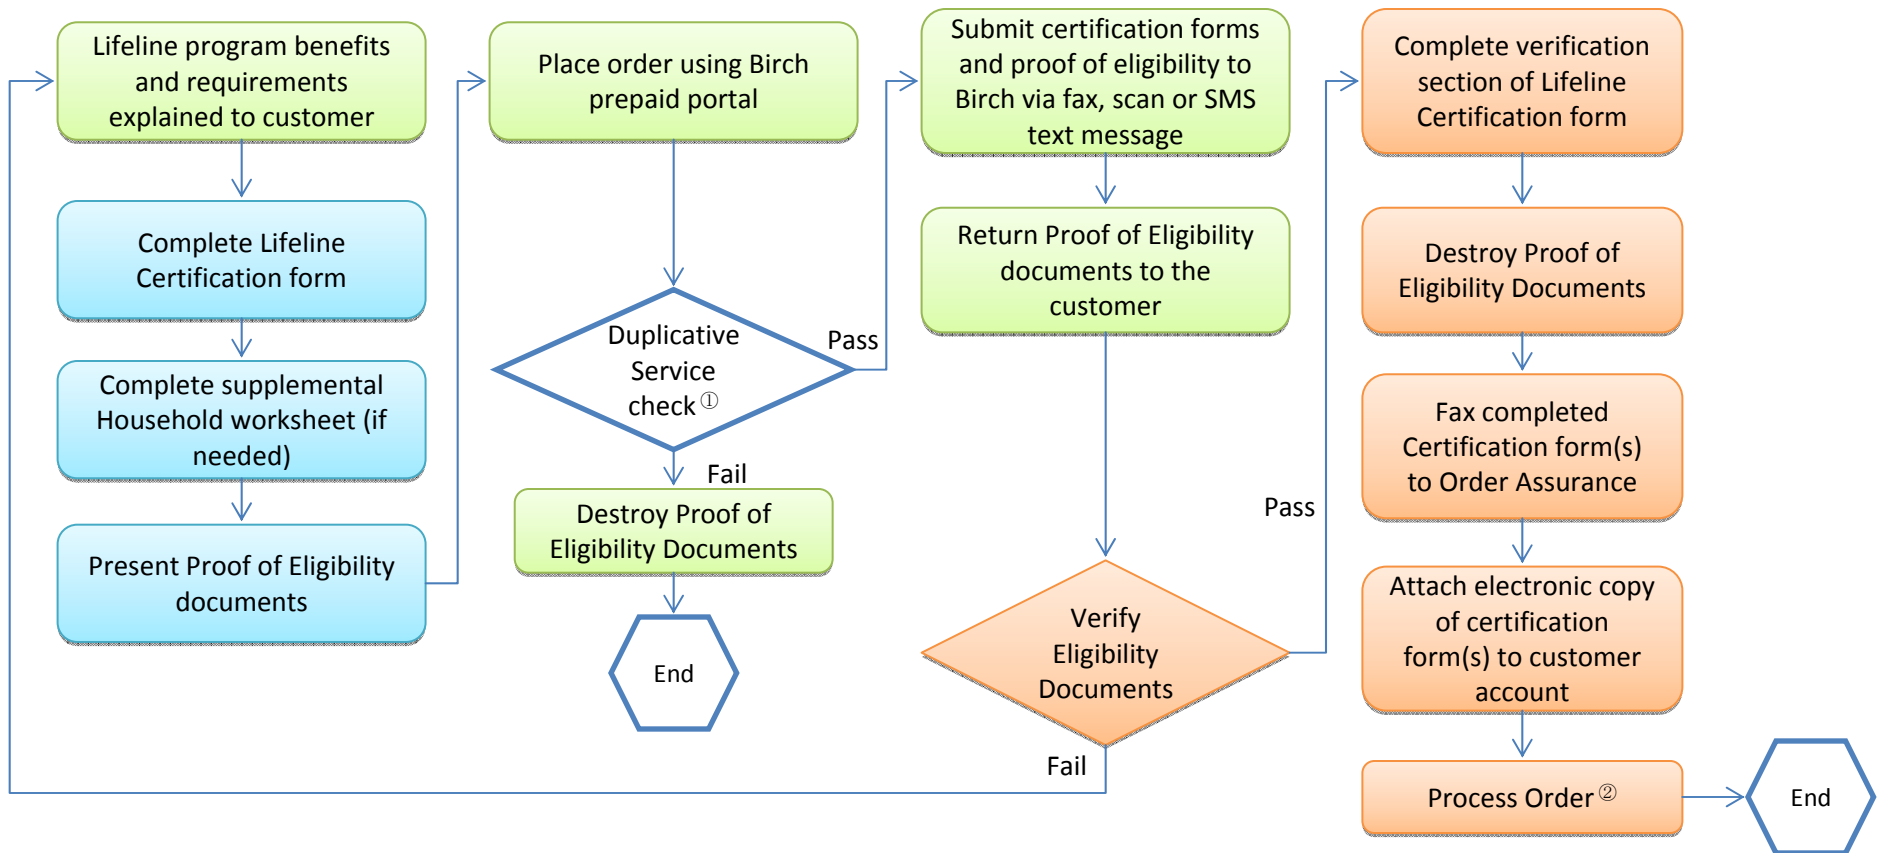 Lifeline program benefits
and requirements
explained to customer
Complete Lifeline
Certification form
Complete supplemental
Household worksheet (if
needed)
Present Proof of Eligibility
documents
Place order using Birch
prepaid portal
Duplicative
Service
check ①
Pass
Fail
Destroy Proof of
Eligibility Documents
End
Submit certification forms
and proof of eligibility to
Birch via fax, scan or SMS
text message
Return Proof of Eligibility
documents to the
customer
Verify
Eligibility
Documents
Pass
Fail
Complete verification
section of Lifeline
Certification form
Destroy Proof of
Eligibility Documents
Fax completed
Certification form(s)
to Order Assurance
Attach electronic copy
of certification
form(s) to customer
account
Process Order ②
End